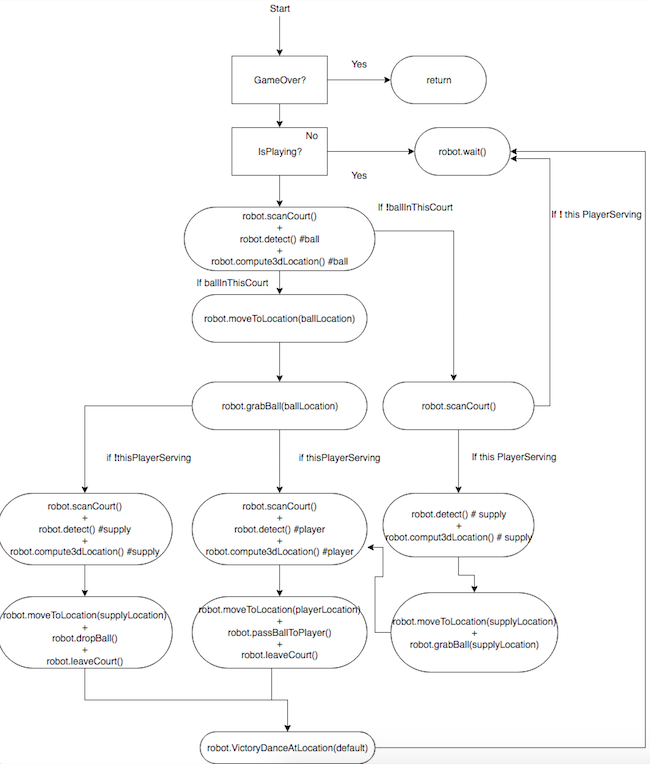 Start
GameOver?
Yes
return
No
IsPlaying?
robot.wait()
Yes
If !ballInThisCourt
If ! this PlayerServing
robot.scanCourt()
+
robot.detect() #ball
+
robot.compute3dLocation() #ball
If ballInThisCourt
robot.moveToLocation(ballLocation)
robot.grabBall(ballLocation)
robot.scanCourt()
if !thisPlayerServing
if thisPlayerServing
If this PlayerServing
robot.scanCourt()
+
robot.detect() #supply
+
robot.compute3dLocation() #supply
robot.scanCourt()
+
robot.detect() #player
+
robot.compute3dLocation() #player
robot.detect() # supply
+
robot.comput3dLocation() # supply
robot.moveToLocation(supplyLocation)
+
robot.dropBall()
+
robot.leaveCourt()
robot.moveToLocation(playerLocation)
+
robot.passBallToPlayer()
+
robot.leaveCourt()
robot.moveToLocation(supplyLocation)
+
robot.grabBall(supplyLocation)
robot.VictoryDanceAtLocation(default)